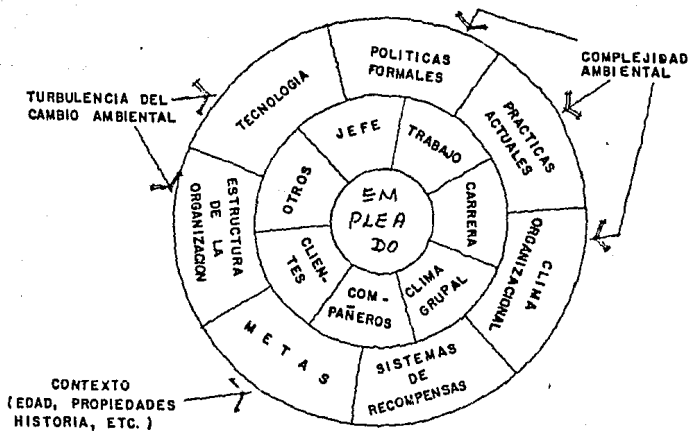 POLITICAS
FORMALES
COMPLEJIDAD
AMBIENTAL
TURBULENCIA DEL
CAMBIO AMBIENTAL
TECNOLOGIA
PRACTICAS
ACTUALES
JEFE
TRABAJO
OTROS
CARRERA
EM
PLEA
DO
ESTRUCTURA
DE LA
ORGANIZACION
CLIEN-
TES
COM-
PAÑEROS
CLIMA
GRUPAL
CLIMA
ORGANIZACIONAL
METAS
SISTEMAS
DE
RECOMPENSAS
CONTEXTO
(EDAD, PROPIEDADES
HISTORIA, ETC.)